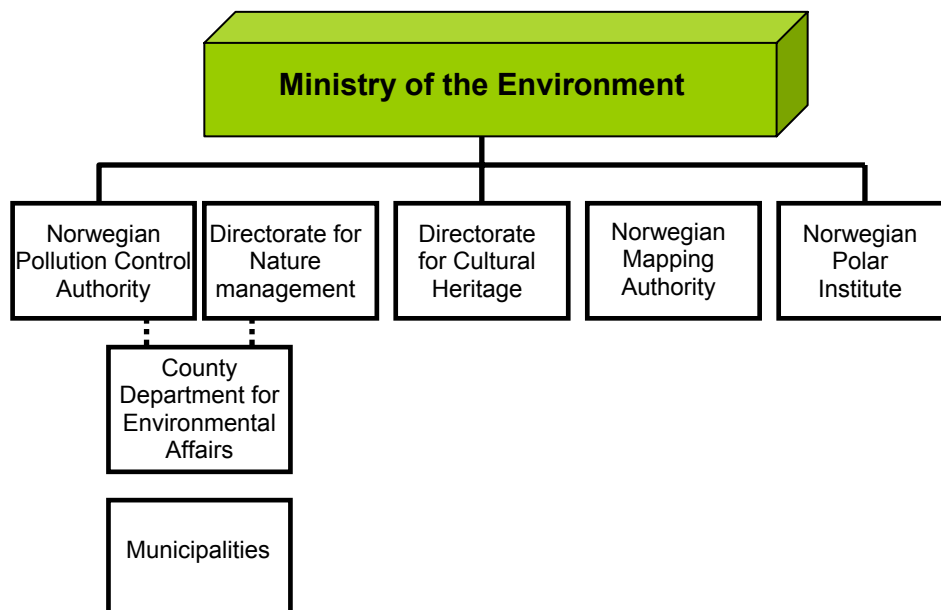 Ministry of the Environment
Norwegian
Pollution Control
Authority
Directorate for
Nature
management
Directorate
for Cultural
Heritage
Norwegian
Mapping
Authority
Norwegian
Polar
Institute
County
Department for
Environmental
Affairs
Municipalities